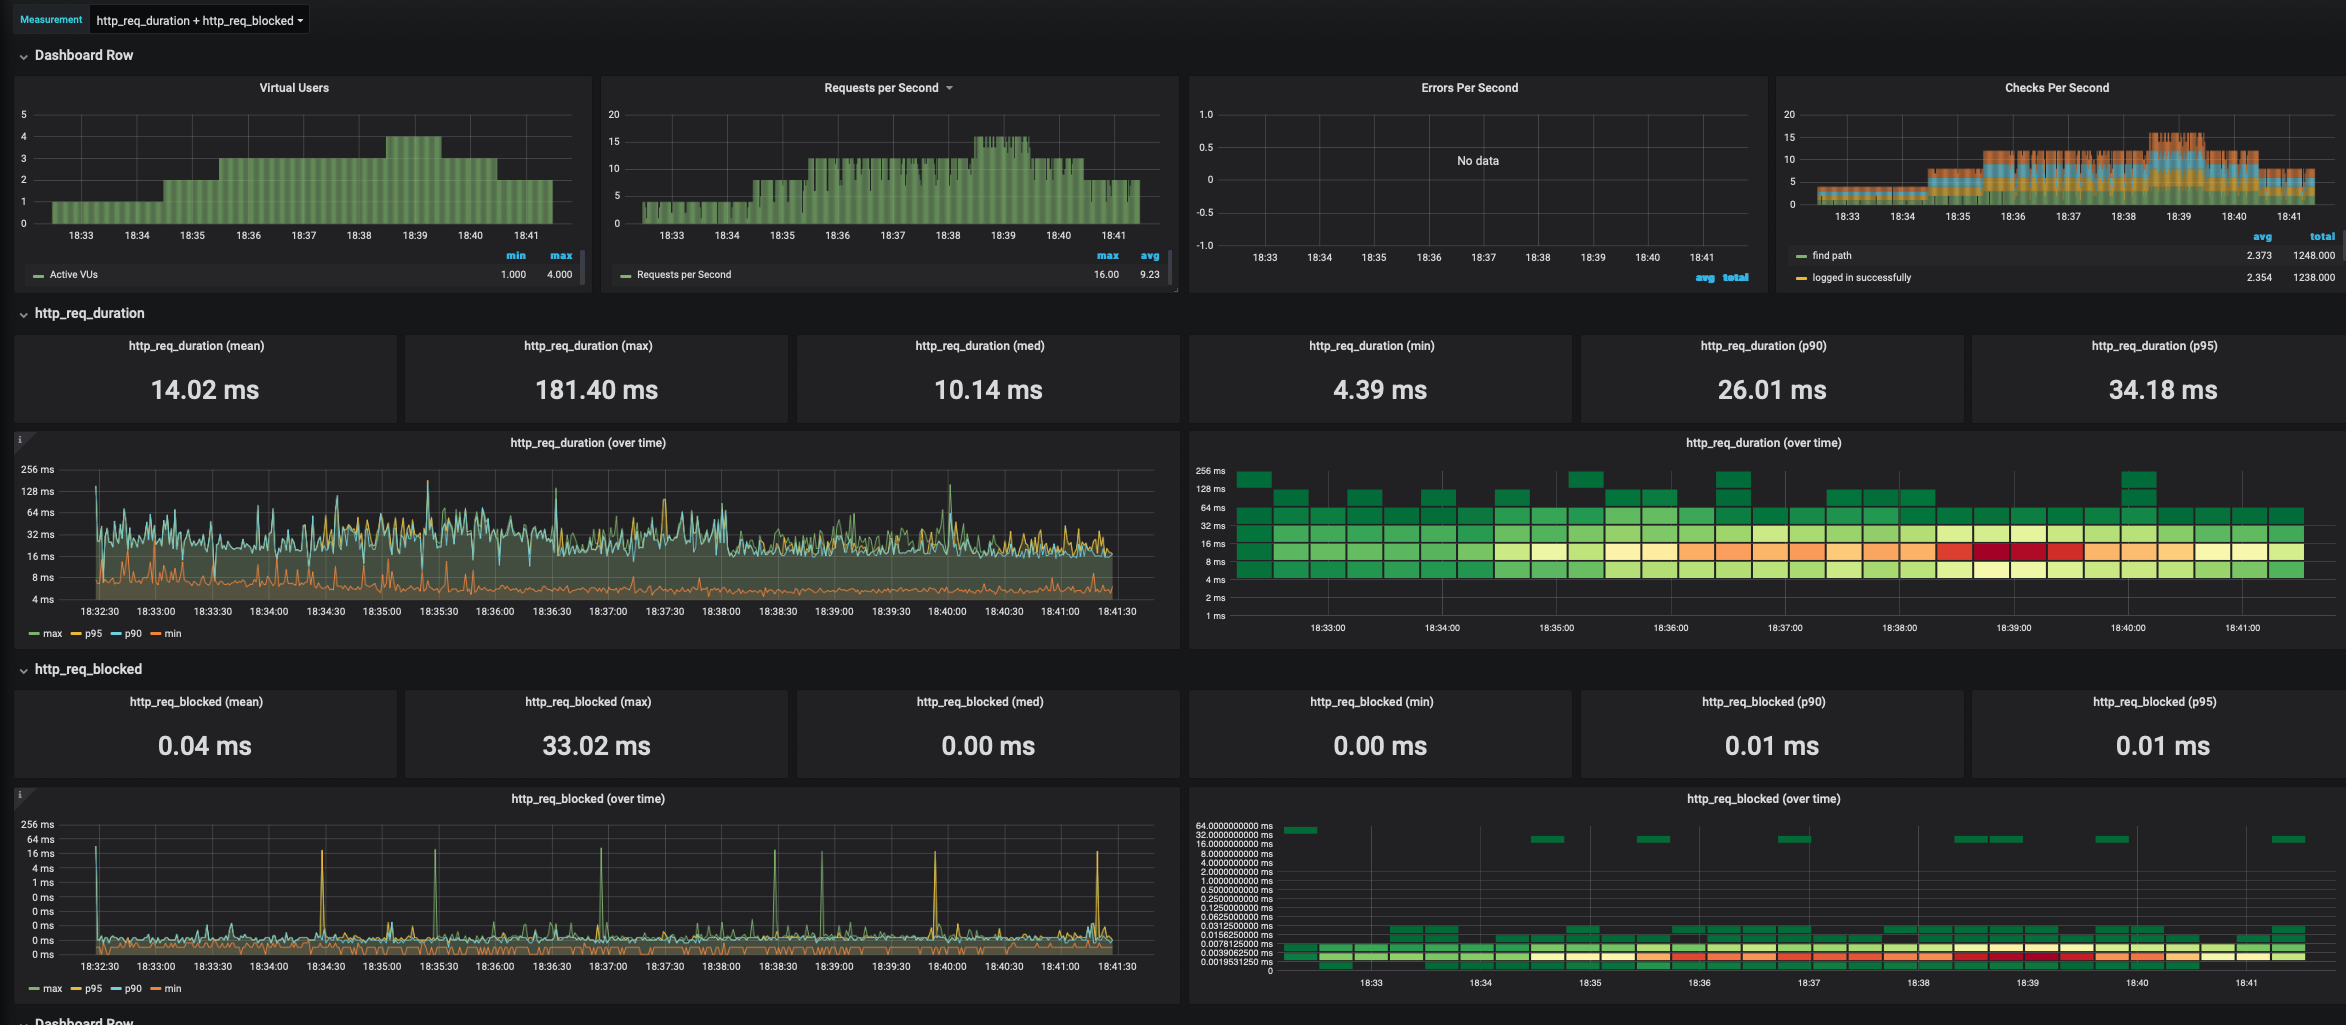 Measurement http_req_duration + http_req_blocked
Dashboard Row
Virtual Users
5
4
3
2
1
0
18:33 18:34 18:35 18:36 18:37 18:38 18:39 18:40 18:41
min max
Active VUs 1.000 4.000
Requests per Second
20
15
10
5
0
18:33 18:34 18:35 18:36 18:37 18:38 18:39 18:40 18:41
max avg
Requests per Second 16.00 9.23
Errors Per Second
1.0
0.5
0
-0.5
-1.0
No data
18:33 18:34 18:35 18:36 18:37 18:38 18:39 18:40 18:41
avg total
Checks Per Second
20
15
10
5
0
18:33 18:34 18:35 18:36 18:37 18:38 18:39 18:40 18:41
avg total
find path 2.373 1248.000
logged in successfully 2.354 1238.000
http_req_duration
http_req_duration (mean)
14.02 ms
http_req_duration (max)
181.40 ms
http_req_duration (med)
10.14 ms
http_req_duration (min)
4.39 ms
http_req_duration (p90)
26.01 ms
http_req_duration (p95)
34.18 ms
i
http_req_duration (over time)
256 ms
128 ms
64 ms
32 ms
16 ms
8 ms
4 ms
18:32:30 18:33:00 18:33:30 18:34:00 18:34:30 18:35:00 18:35:30 18:36:00 18:36:30 18:37:00 18:37:30 18:38:00 18:38:30 18:39:00 18:39:30 18:40:00 18:40:30 18:41:00 18:41:30
max p95 p90 min
http_req_duration (over time)
256 ms
128 ms
64 ms
32 ms
16 ms
8 ms
4 ms
2 ms
1 ms
18:33:00 18:34:00 18:35:00 18:36:00 18:37:00 18:38:00 18:39:00 18:40:00 18:41:00
http_req_blocked
http_req_blocked (mean)
0.04 ms
http_req_blocked (max)
33.02 ms
http_req_blocked (med)
0.00 ms
http_req_blocked (min)
0.00 ms
http_req_blocked (p90)
0.01 ms
http_req_blocked (p95)
0.01 ms
i
http_req_blocked (over time)
256 ms
64 ms
16 ms
4 ms
1 ms
0 ms
0 ms
0 ms
0 ms
0 ms
18:32:30 18:33:00 18:33:30 18:34:00 18:34:30 18:35:00 18:35:30 18:36:00 18:36:30 18:37:00 18:37:30 18:38:00 18:38:30 18:39:00 18:39:30 18:40:00 18:40:30 18:41:00 18:41:30
max p95 p90 min
http_req_blocked (over time)
64.0000000000 ms
32.0000000000 ms
16.0000000000 ms
8.0000000000 ms
4.0000000000 ms
2.0000000000 ms
1.0000000000 ms
0.5000000000 ms
0.2500000000 ms
0.1250000000 ms
0.0625000000 ms
0.0312500000 ms
0.0156250000 ms
0.0078125000 ms
0.0039062500 ms
0.0019531250 ms
0
18:33 18:34 18:35 18:36 18:37 18:38 18:39 18:40 18:41
Dashboard Row